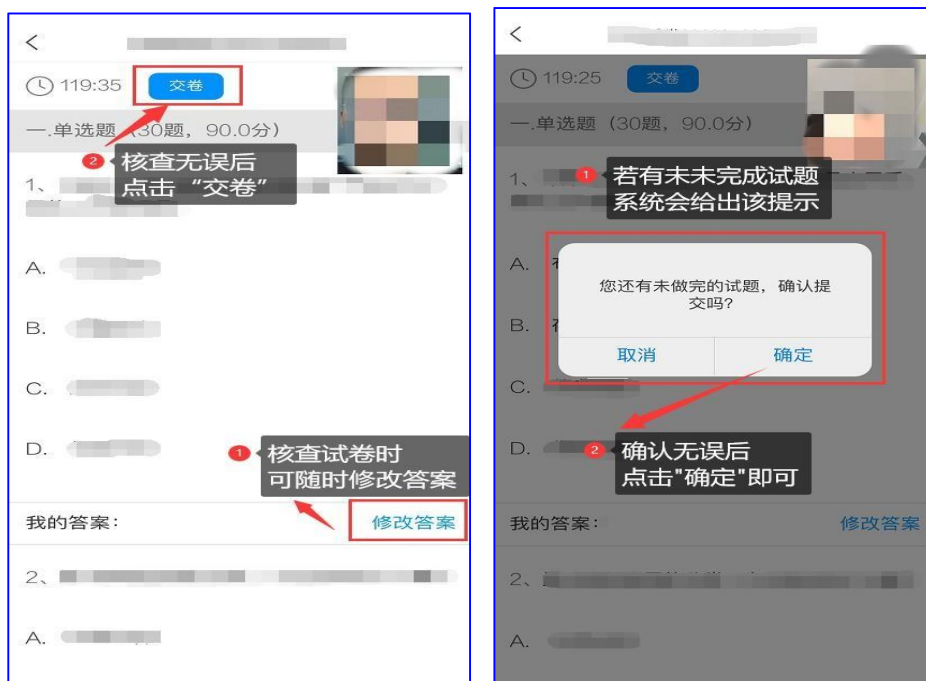 119:35 交卷
一.单选题（30题，90.0分）
2 核查无误后
点击“交卷”
1、
A.
B.
C.
D.
1 核查试卷时
可随时修改答案
我的答案： 修改答案
2、
A.
119:25 交卷
一.单选题（30题，90.0分）
1 若有未未完成试题
系统会给出该提示
1、
A.
您还有未做完的试题，确认提
交吗？
B.
取消 确定
C.
D.
2 确认无误后
点击"确定"即可
我的答案： 修改答案
2、
A.